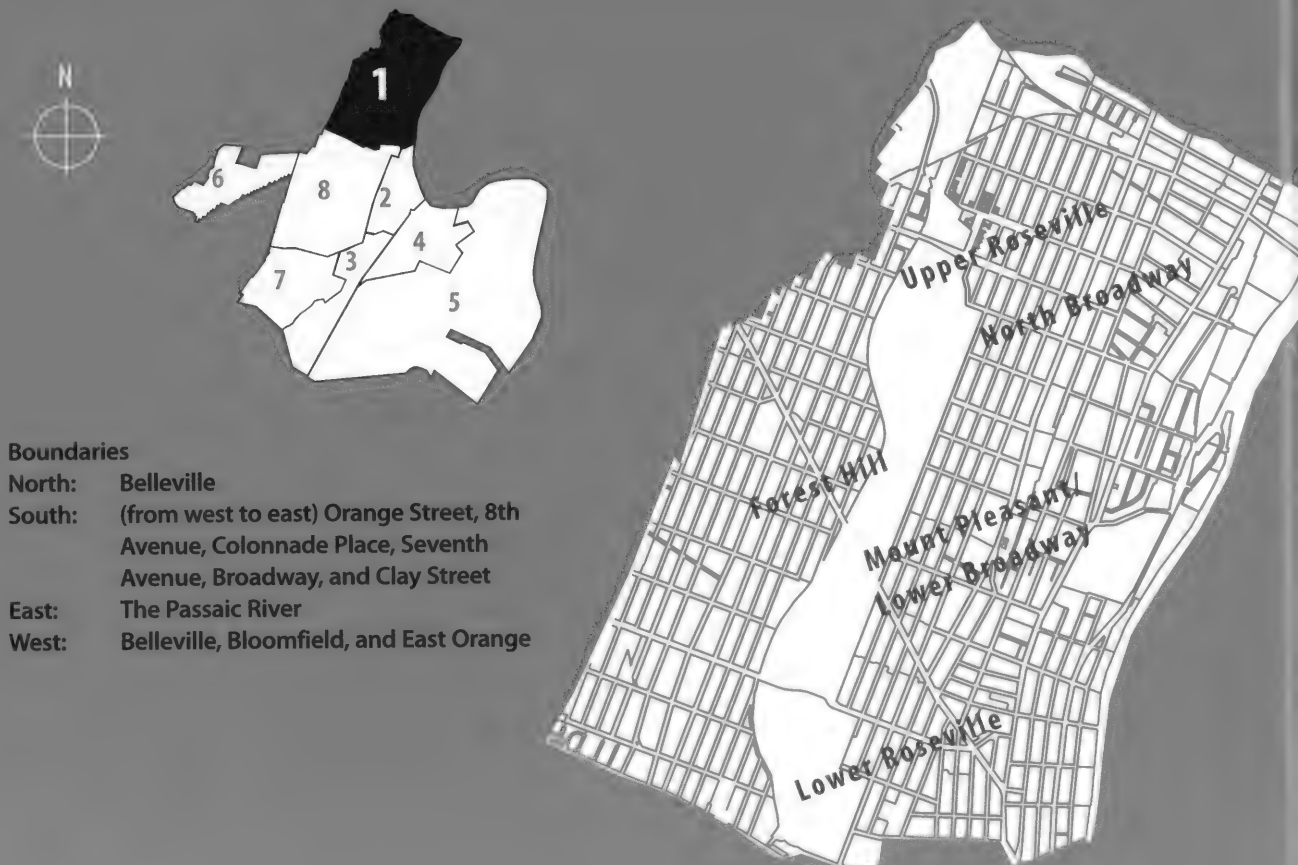 N
1
6
8
2
4
3
7
5
Boundaries
North: Belleville
South: (from west to east) Orange Street, 8th
Avenue, Colonnade Place, Seventh
Avenue, Broadway, and Clay Street
East: The Passaic River
West: Belleville, Bloomfield, and East Orange
Upper Roseville
North Broadway
Forest Hill
Mount Pleasant/
Lower Broadway
Lower Roseville